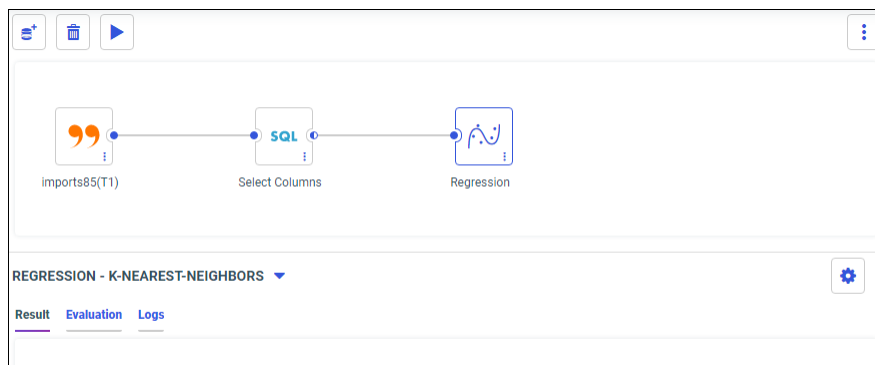 SQL
imports85(T1)
Select Columns
Regression
REGRESSION - K-NEAREST-NEIGHBORS
Result Evaluation Logs